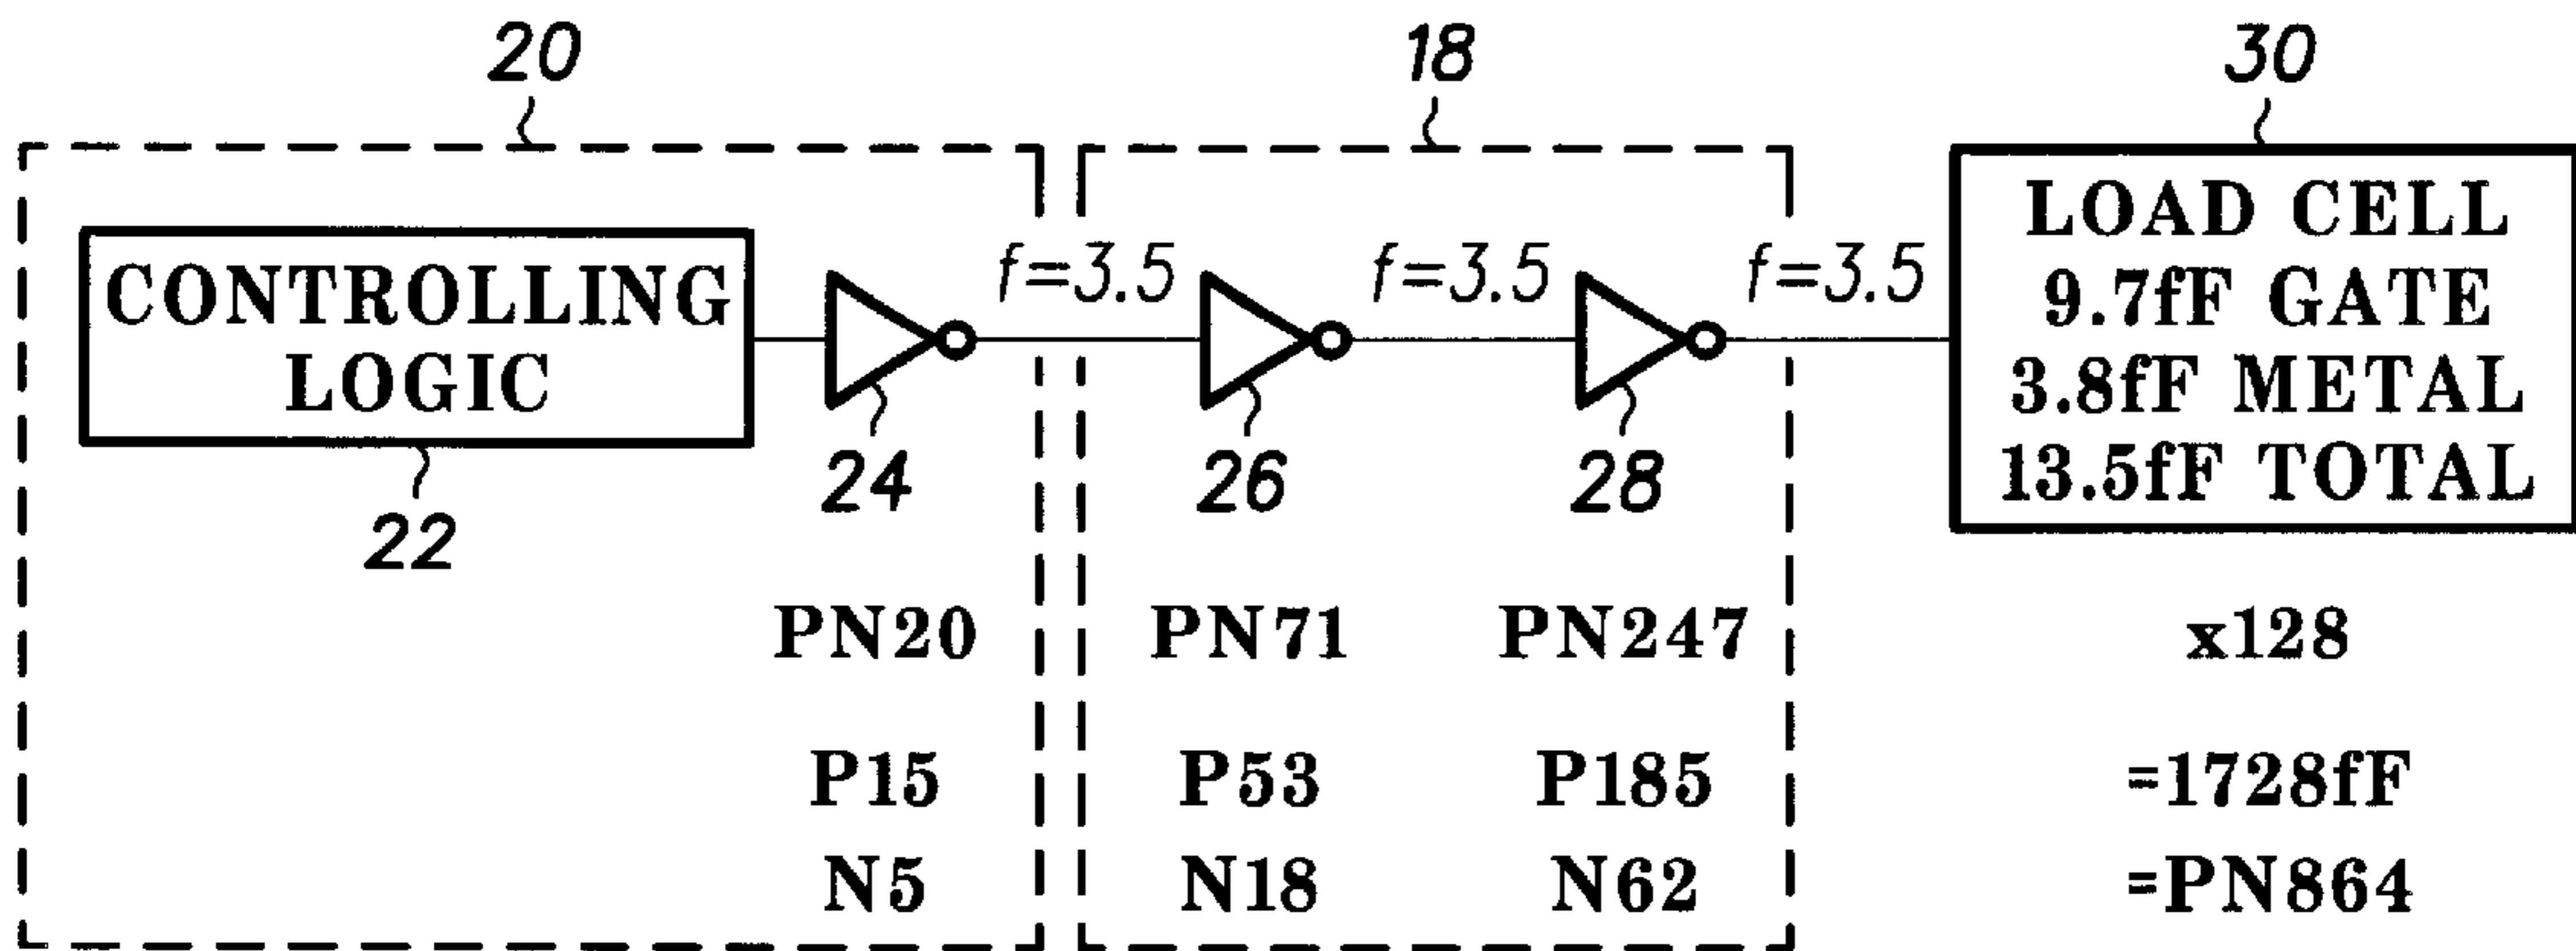 20
18
30
CONTROLLING
LOGIC
22
24
f=3.5
26
f=3.5
28
f=3.5
LOAD CELL
9.7fF GATE
3.8fF METAL
13.5fF TOTAL
PN20
PN71
PN247
x128
P15
P53
P185
=1728fF
N5
N18
N62
=PN864